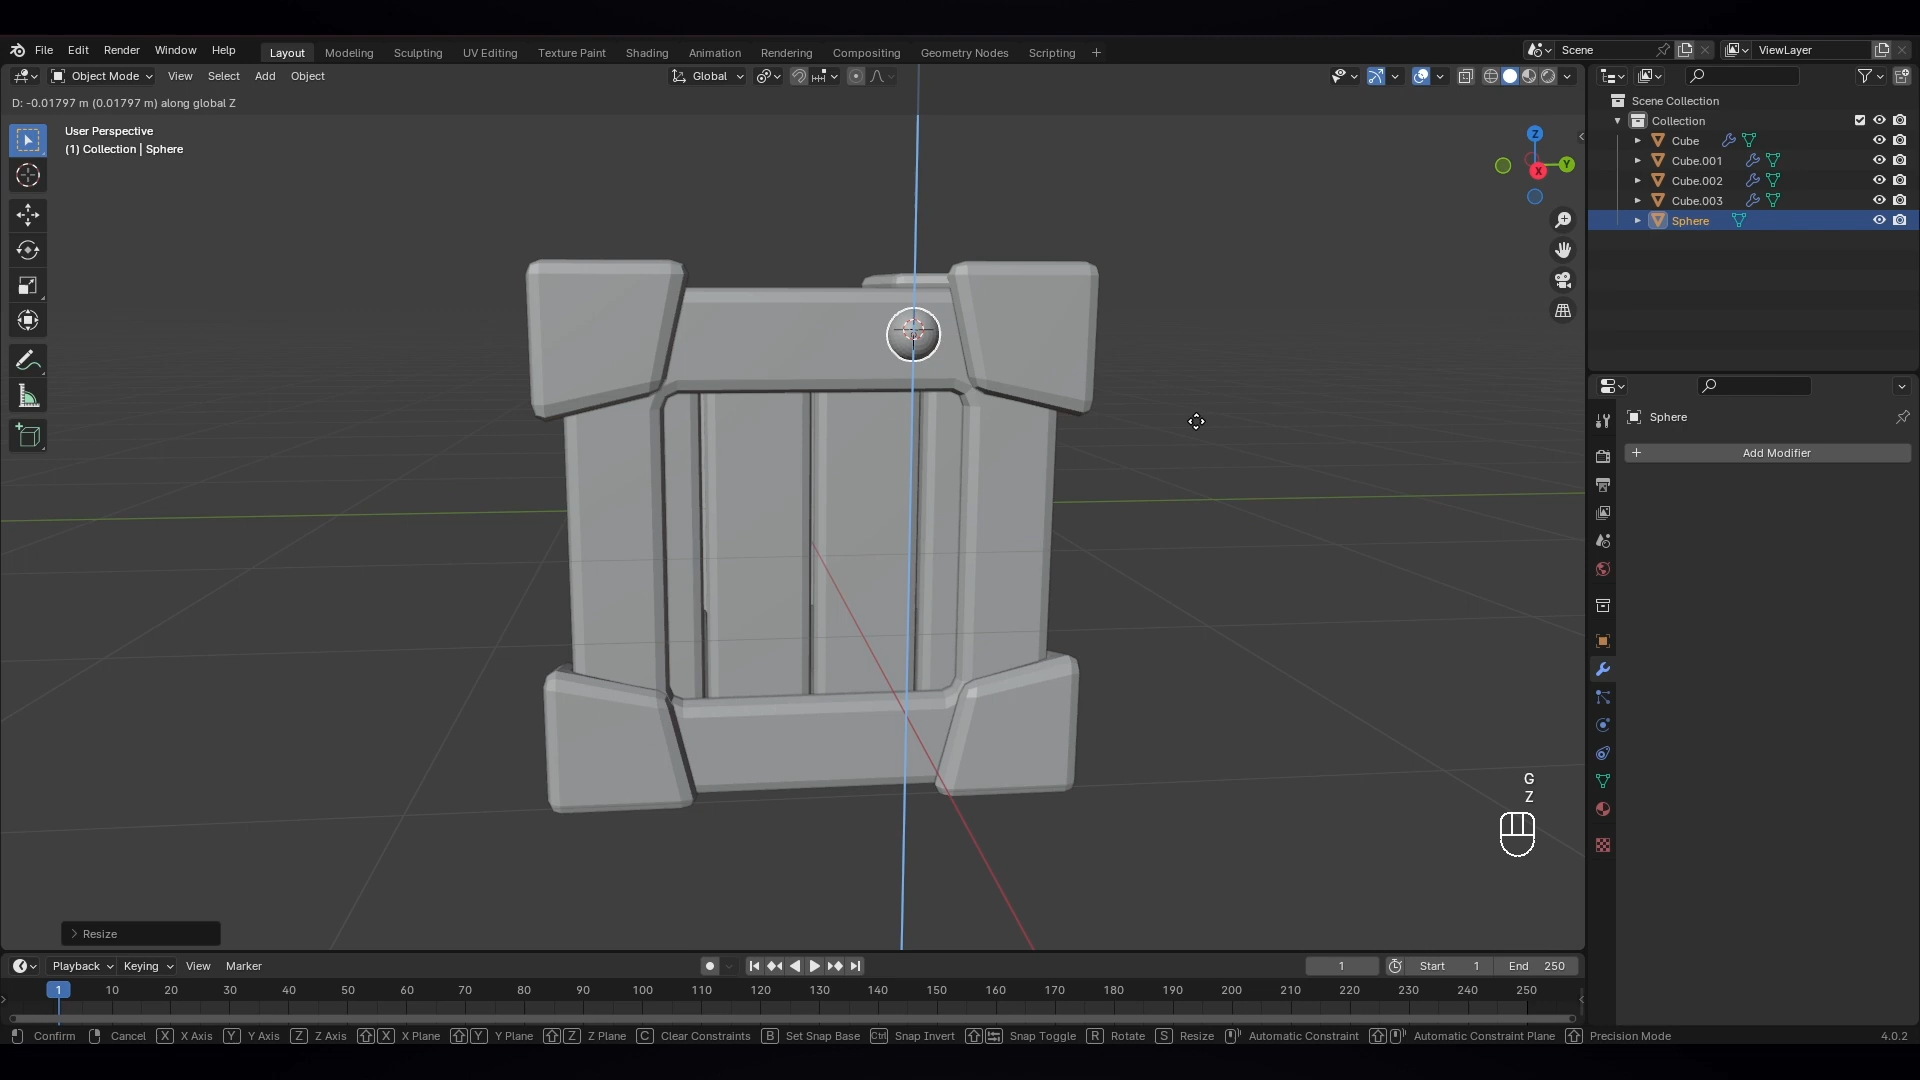 File Edit Render Window Help Layout Modeling Sculpting UV Editing Texture Paint Shading Animation Rendering Compositing Geometry Nodes Scripting + Scene ViewLayer
Object Mode View Select Add Object Global
D: -0.01797 m (0.01797 m) along global Z
User Perspective
(1) Collection | Sphere
Z
Y
X
Scene Collection
Collection
Cube
Cube.001
Cube.002
Cube.003
Sphere
Sphere
+ Add Modifier
G
Z
> Resize
Playback Keying View Marker 1 Start 1 End 250
1 10 20 30 40 50 60 70 80 90 100 110 120 130 140 150 160 170 180 190 200 210 220 230 240 250
Confirm Cancel X X Axis Y Y Axis Z Z Axis X X Plane Y Y Plane Z Z Plane C Clear Constraints B Set Snap Base Ctrl Snap Invert Snap Toggle R Rotate S Resize Automatic Constraint Automatic Constraint Plane Precision Mode 4.0.2